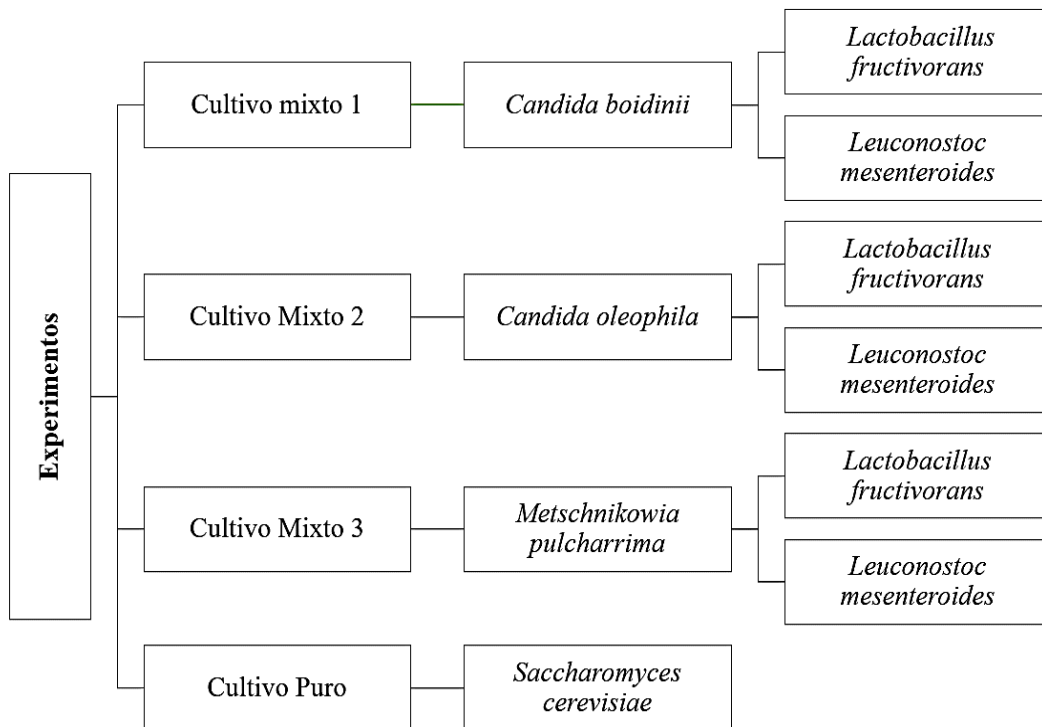 Experimentos
Cultivo mixto 1
Candida boidinii
Lactobacillus
fructivorans
Leuconostoc
mesenteroides
Cultivo Mixto 2
Candida oleophila
Lactobacillus
fructivorans
Leuconostoc
mesenteroides
Cultivo Mixto 3
Metschnikowia
pulcharrima
Lactobacillus
fructivorans
Leuconostoc
mesenteroides
Cultivo Puro
Saccharomyces
cerevisiae